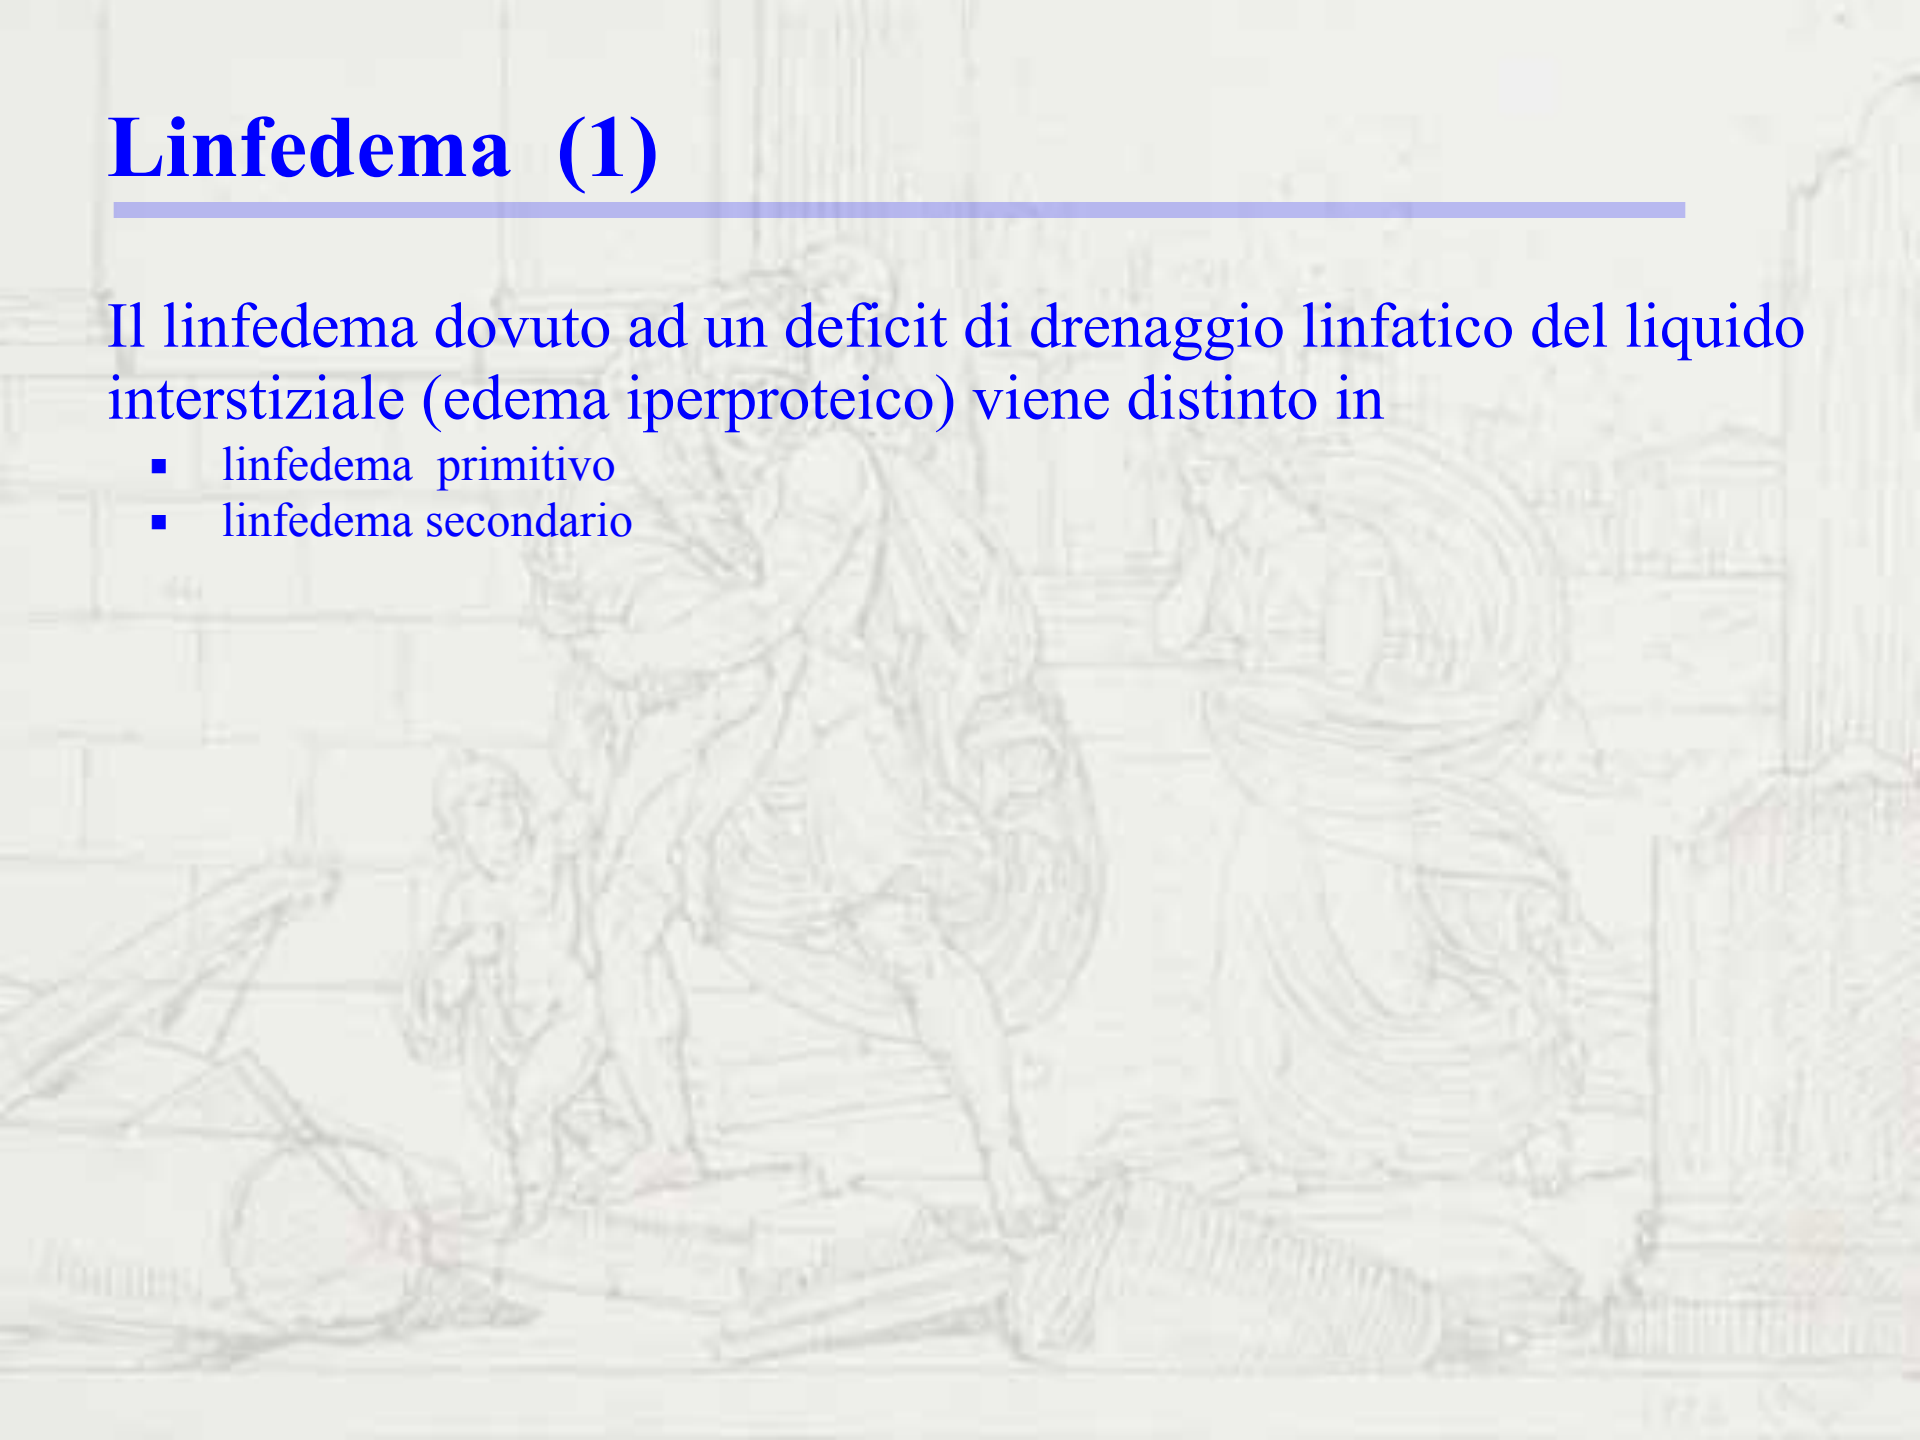 Linfedema (1)
Il linfedema dovuto ad un deficit di drenaggio linfatico del liquido
interstiziale (edema iperproteico) viene distinto in
▪ linfedema primitivo
▪ linfedema secondario